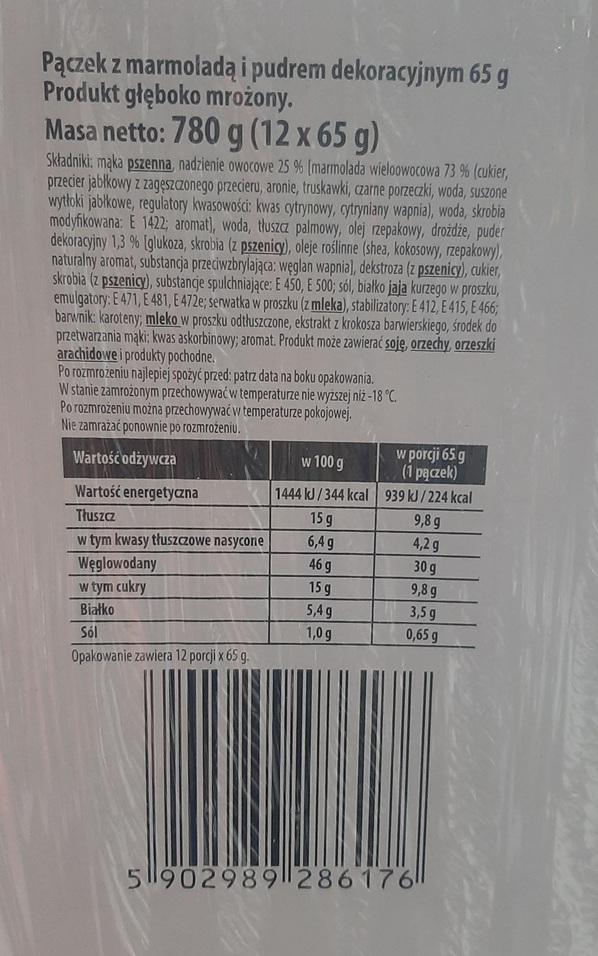 Pączek z marmoladą i pudrem dekoracyjnym 65 g
Produkt głęboko mrożony.
Masa netto: 780 g (12 x 65 g)
Składniki: mąka pszenna, nadzienie owocowe 25 % [marmolada wieloowocowa 73 % (cukier,
przecier jabłkowy z zagęszczonego przecieru, aronie, truskawki, czarne porzeczki, woda, suszone
wytłoki jabłkowe, regulatory kwasowości: kwas cytrynowy, cytryniany wapnia), woda, skrobia
modyfikowana: E 1422; aromat], woda, tłuszcz palmowy, olej rzepakowy, drożdże, puder
dekoracyjny 1,3 % [glukoza, skrobia (z pszenicy), oleje roślinne (shea, kokosowy, rzepakowy),
naturalny aromat, substancja przeciwzbrylająca: węglan wapnia], dekstroza (z pszenicy), cukier,
skrobia (z pszenicy), substancje spulchniające: E 450, E 500; sól, białko jaja kurzego w proszku,
emulgatory: E 471, E 481, E 472e; serwatka w proszku (z mleka), stabilizatory: E 412, E 415, E 466;
barwnik: karoteny; mleko w proszku odtłuszczone, ekstrakt z krokosza barwierskiego, środek do
przetwarzania mąki: kwas askorbinowy; aromat. Produkt może zawierać soję, orzechy, orzeszki
arachidowe i produkty pochodne.
Po rozmrożeniu najlepiej spożyć przed: patrz data na boku opakowania.
W stanie zamrożonym przechowywać w temperaturze nie wyższej niż -18 °C.
Po rozmrożeniu można przechowywać w temperaturze pokojowej.
Nie zamrażać ponownie po rozmrożeniu.
Wartość odżywcza w 100 g w porcji 65 g (1 pączek)
Wartość energetyczna 1444 kJ / 344 kcal 939 kJ / 224 kcal
Tłuszcz 15 g 9,8 g
w tym kwasy tłuszczowe nasycone 6,4 g 4,2 g
Węglowodany 46 g 30 g
w tym cukry 15 g 9,8 g
Białko 5,4 g 3,5 g
Sól 1,0 g 0,65 g
Opakowanie zawiera 12 porcji x 65 g.
5 902989 286176